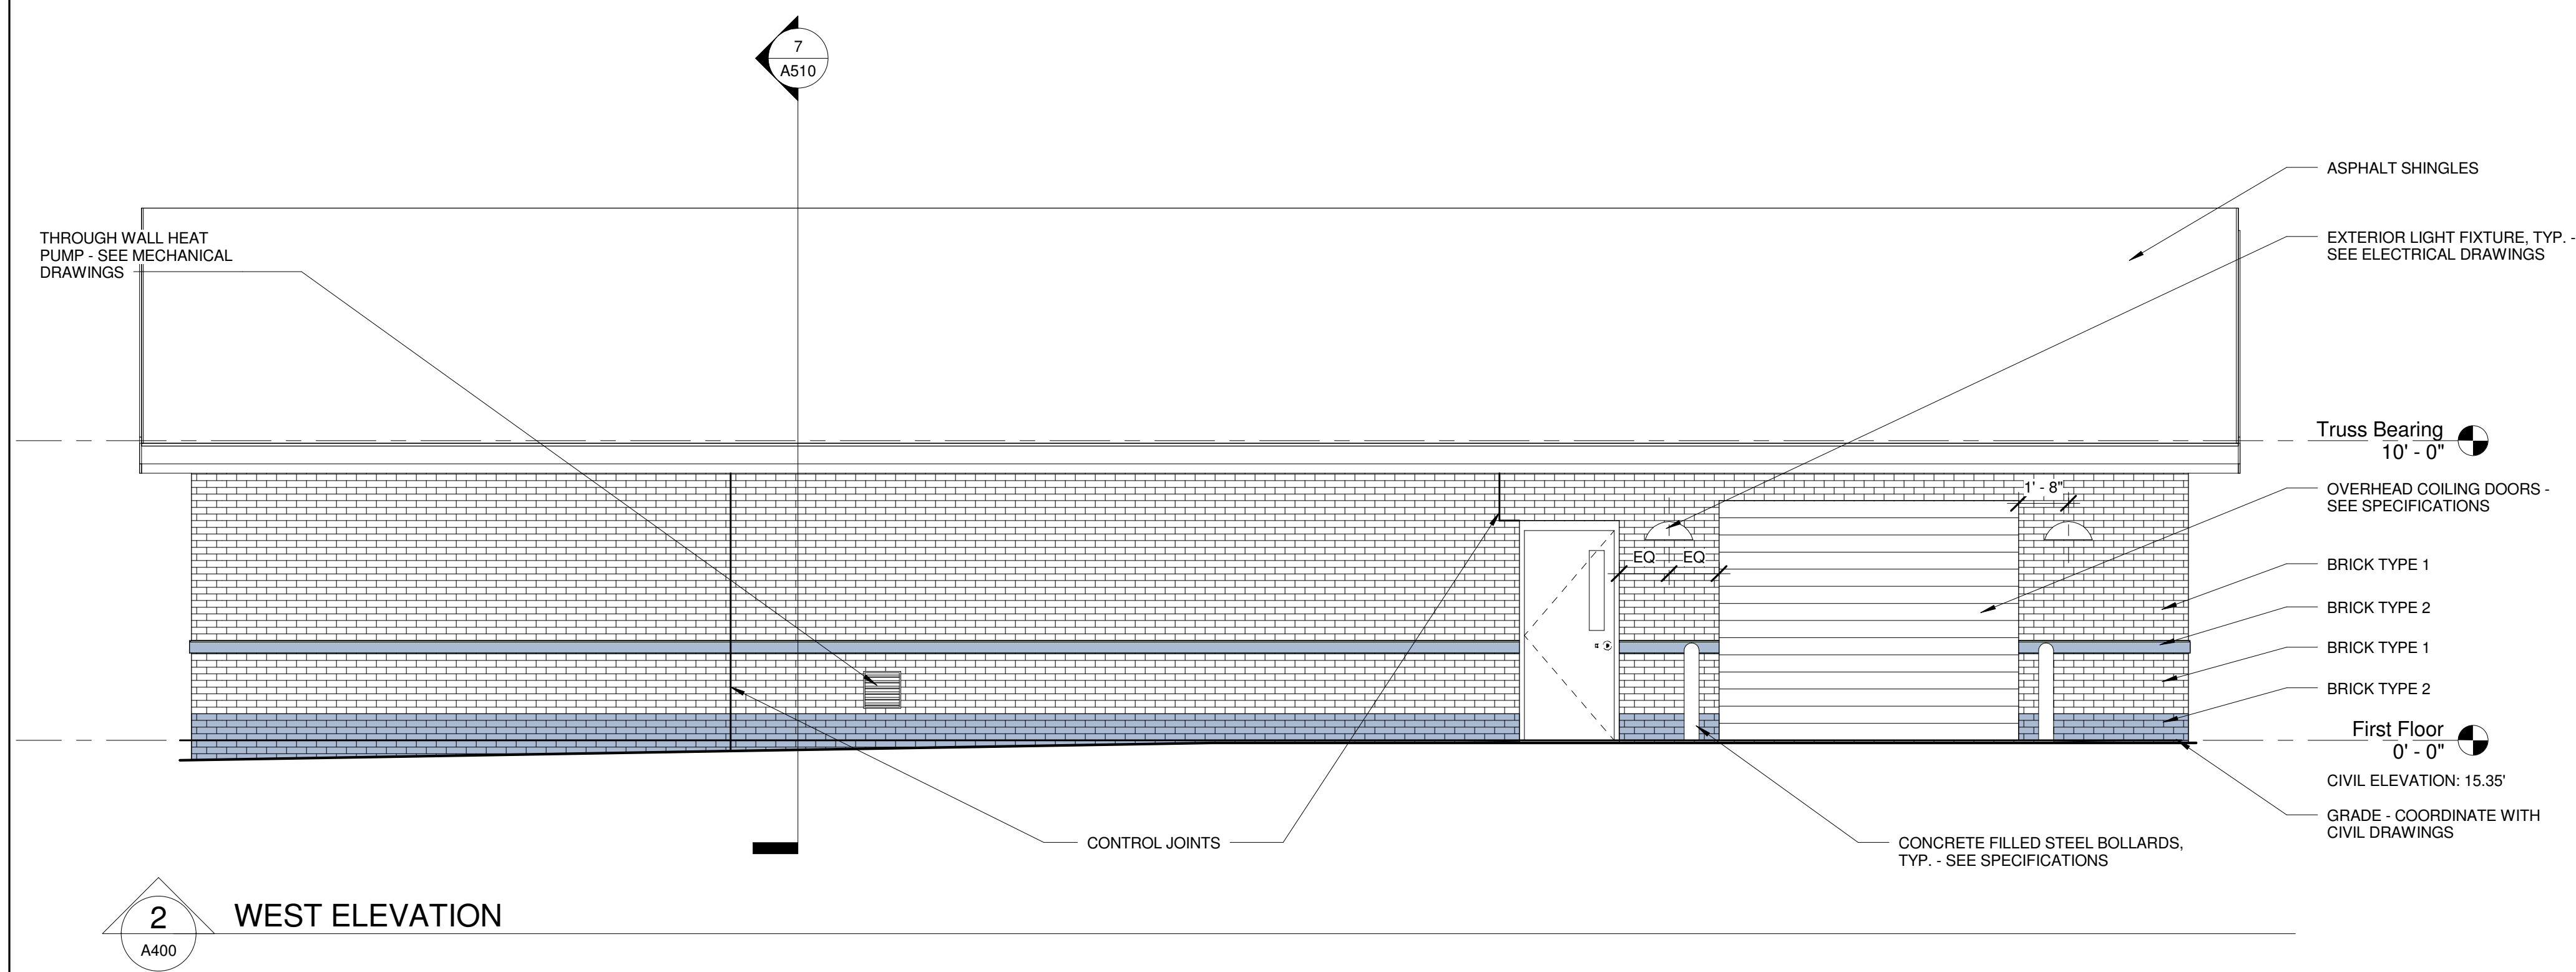 7
A510
ASPHALT SHINGLES
THROUGH WALL HEAT
PUMP - SEE MECHANICAL
DRAWINGS
EXTERIOR LIGHT FIXTURE, TYP. -
SEE ELECTRICAL DRAWINGS
Truss Bearing
10' - 0"
1' - 8"
OVERHEAD COILING DOORS -
SEE SPECIFICATIONS
EQ
EQ
BRICK TYPE 1
BRICK TYPE 2
BRICK TYPE 1
BRICK TYPE 2
First Floor
0' - 0"
CIVIL ELEVATION: 15.35'
GRADE - COORDINATE WITH
CIVIL DRAWINGS
CONTROL JOINTS
CONCRETE FILLED STEEL BOLLARDS,
TYP. - SEE SPECIFICATIONS
2
A400
WEST ELEVATION